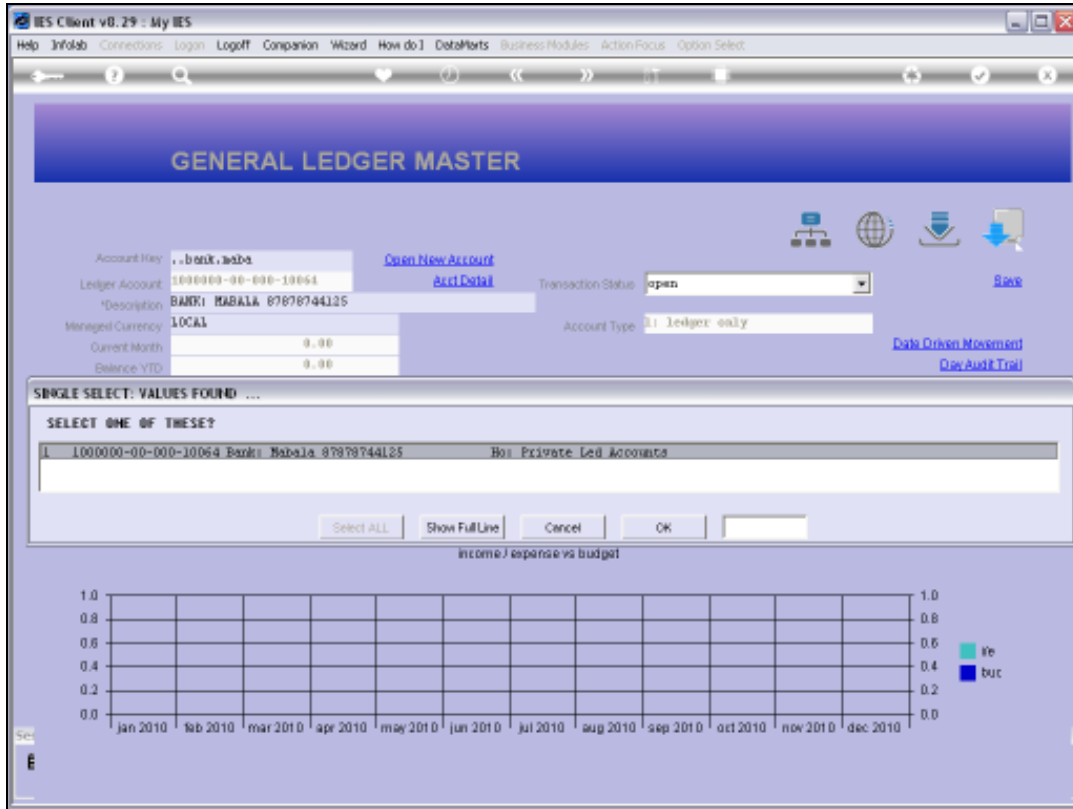 IES Client v8.29 : My IES
Help Infolab Connections Logon Logoff Companion Wizard How do I DataMarts Business Modules Action Focus Option Select
GENERAL LEDGER MASTER
Account Key ..bank.maba Open New Account
Ledger Account 1000000-00-000-10064 Acct Detail Transaction Status open Save
*Description BANK: MABALA 87878744125
Managed Currency LOCAL Account Type 1: ledger only
Current Month 0.00 Date Driven Movement
Balance YTD 0.00 Day Audit Trail
SINGLE SELECT: VALUES FOUND ...
SELECT ONE OF THESE?
1 1000000-00-000-10064 Bank: Mabala 87878744125 Ho: Private Led Accounts
Select ALL Show Full Line Cancel OK
income / expense vs budget
1.0 1.0
0.8 0.8
0.6 0.6
0.4 0.4
0.2 0.2
0.0 0.0
i/e
buc
jan 2010 feb 2010 mar 2010 apr 2010 may 2010 jun 2010 jul 2010 aug 2010 sep 2010 oct 2010 nov 2010 dec 2010